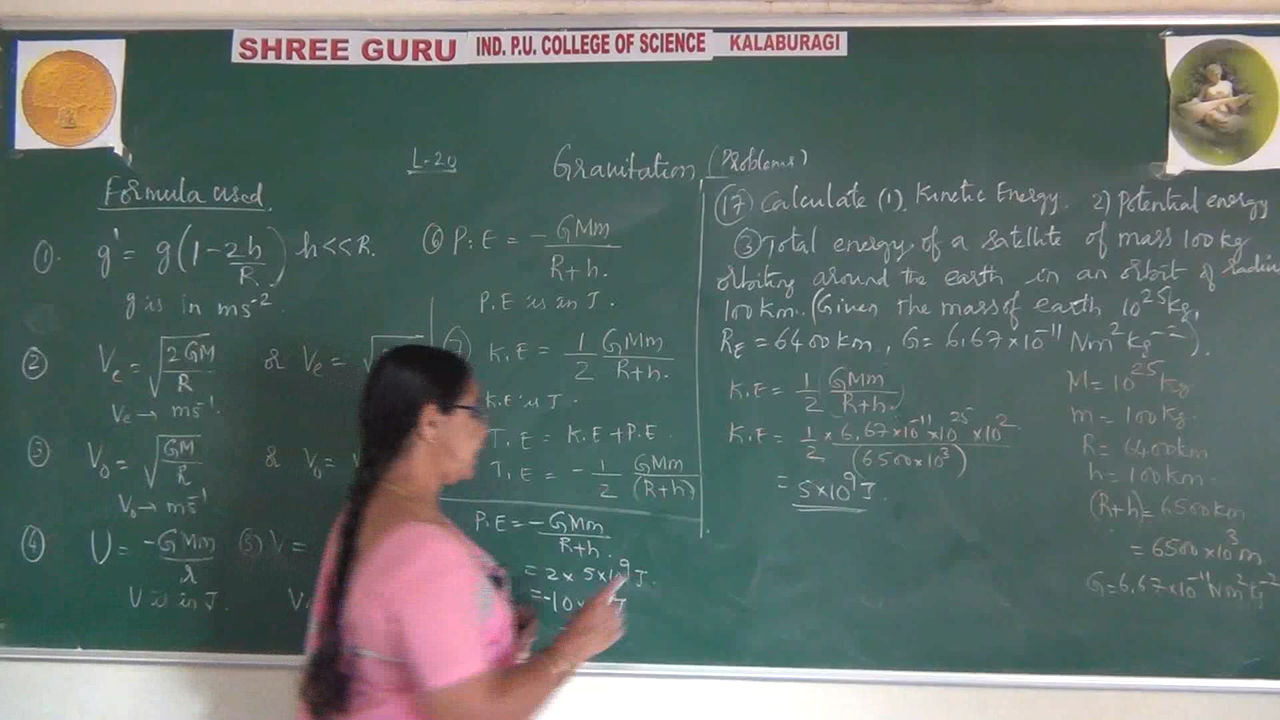 SHREE GURU IND. P.U. COLLEGE OF SCIENCE KALABURAGI
L-20 Gravitation (Problems)
Formula used.
① g' = g(1-2h/R) h<<R.
g is in ms⁻²
② Ve = √(2GM/R) & Ve = √
Ve → ms⁻¹
③ V₀ = √(GM/R) & V₀ =
V₀ → ms⁻¹
④ U = -GMm/r ⑤ V =
U is in J.
⑥ P.E = -GMm/R+h.
P.E is in J.
⑦ K.E = 1/2 GMm/R+h.
K.E is J.
T.E = K.E + P.E
T.E = -1/2 GMm/(R+h)
P.E = -GMm/R+h.
= 2 × 5×10⁹ J.
= -10× J
⑰ Calculate (1). Kinetic Energy. 2) Potential energy
③ Total energy of a satellite of mass 100 kg
orbiting around the earth in an orbit of radius
100 km. (Given the mass of earth 10²⁵ kg,
R_E = 6400 km, G = 6.67×10⁻¹¹ Nm² kg⁻²).
K.E = 1/2 GMm/R+h.
K.E = 1/2 × 6.67×10⁻¹¹×10²⁵×10²/(6500×10³)
= 5×10⁹ J.
M = 10²⁵ kg
m = 100 kg.
R = 6400 km
h = 100 km.
(R+h) = 6500 km
= 6500×10³ m.
G = 6.67×10⁻¹¹ Nm² kg⁻²